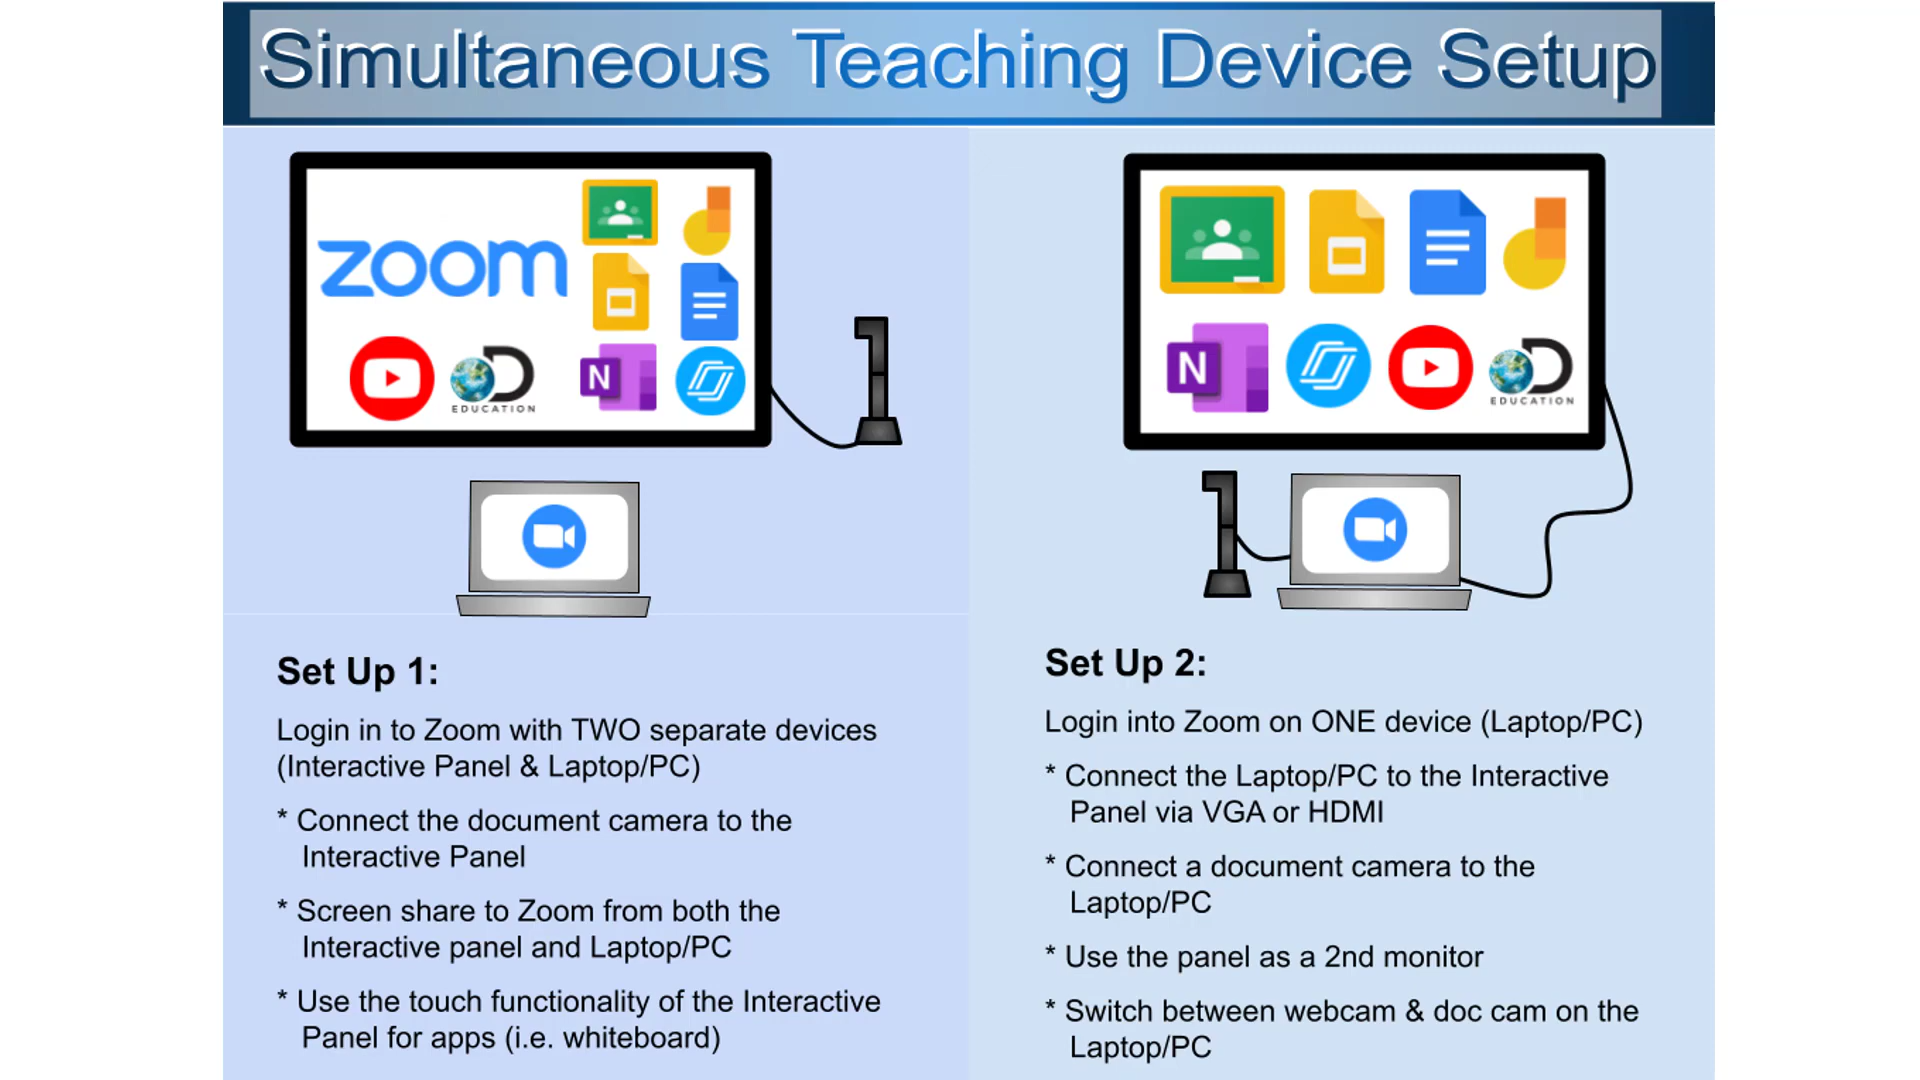 Simultaneous Teaching Device Setup
zoom
EDUCATION
N
N
EDUCATION
Set Up 1:
Login in to Zoom with TWO separate devices
(Interactive Panel & Laptop/PC)
* Connect the document camera to the
Interactive Panel
* Screen share to Zoom from both the
Interactive panel and Laptop/PC
* Use the touch functionality of the Interactive
Panel for apps (i.e. whiteboard)
Set Up 2:
Login into Zoom on ONE device (Laptop/PC)
* Connect the Laptop/PC to the Interactive
Panel via VGA or HDMI
* Connect a document camera to the
Laptop/PC
* Use the panel as a 2nd monitor
* Switch between webcam & doc cam on the
Laptop/PC